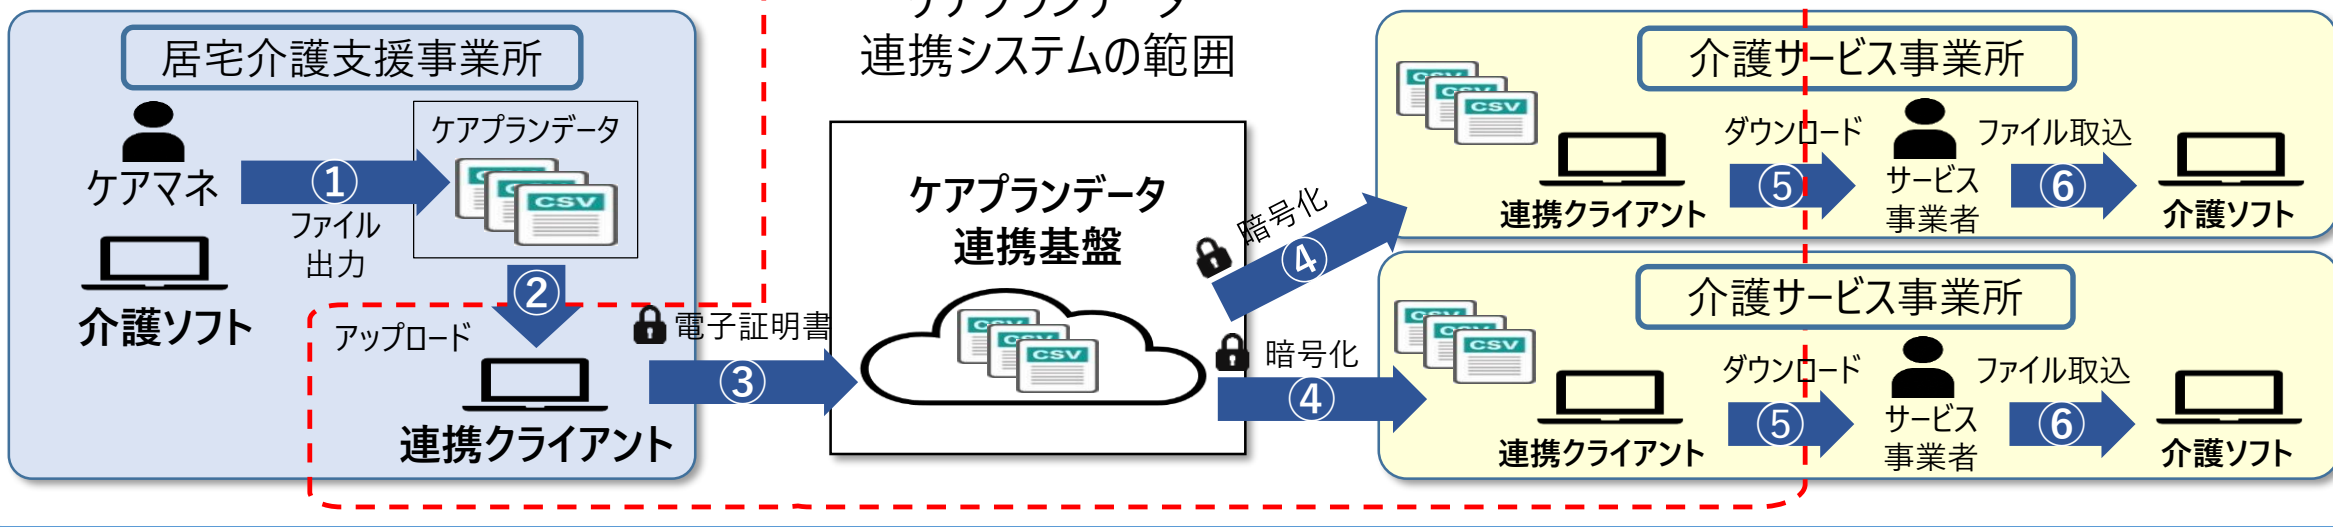 ケアプランデータ
連携システムの範囲
居宅介護支援事業所
ケアマネ
①
ファイル
出力
ケアプランデータ
CSV
介護ソフト
②
アップロード
連携クライアント
電子証明書
③
ケアプランデータ
連携基盤
CSV
CSV
暗号化
④
暗号化
④
介護サービス事業所
CSV
CSV
連携クライアント
ダウンロード
⑤
サービス
事業者
ファイル取込
⑥
介護ソフト
介護サービス事業所
CSV
CSV
連携クライアント
ダウンロード
⑤
サービス
事業者
ファイル取込
⑥
介護ソフト